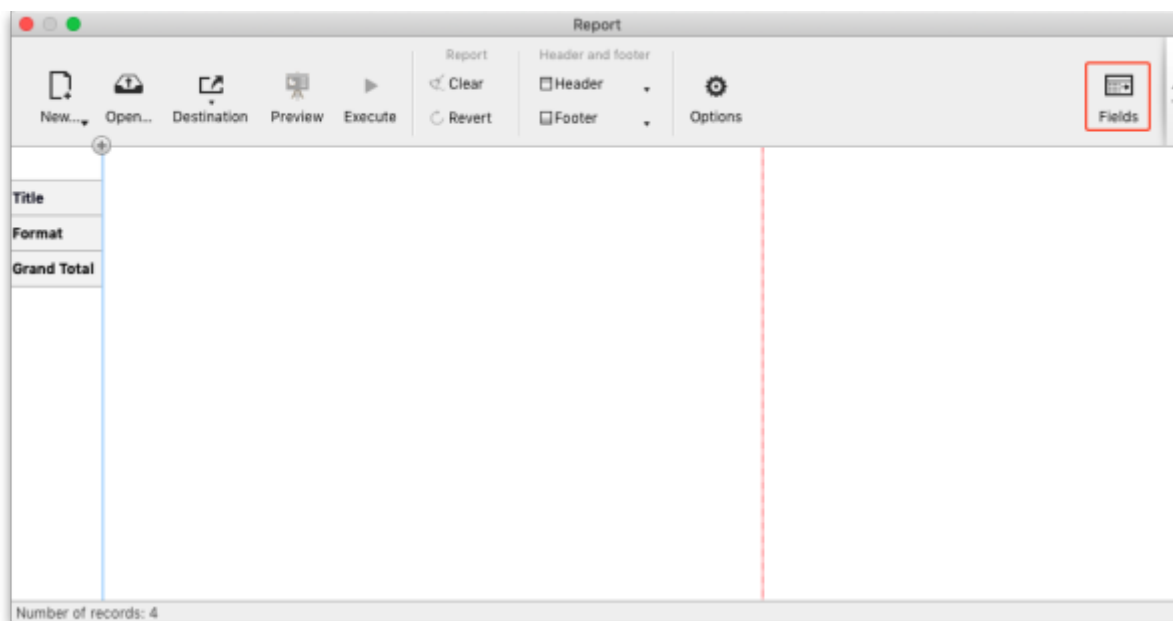 Report
Report Header and footer
Clear Header
New... Open... Destination Preview Execute Revert Footer Options Fields
Title
Format
Grand Total
Number of records: 4